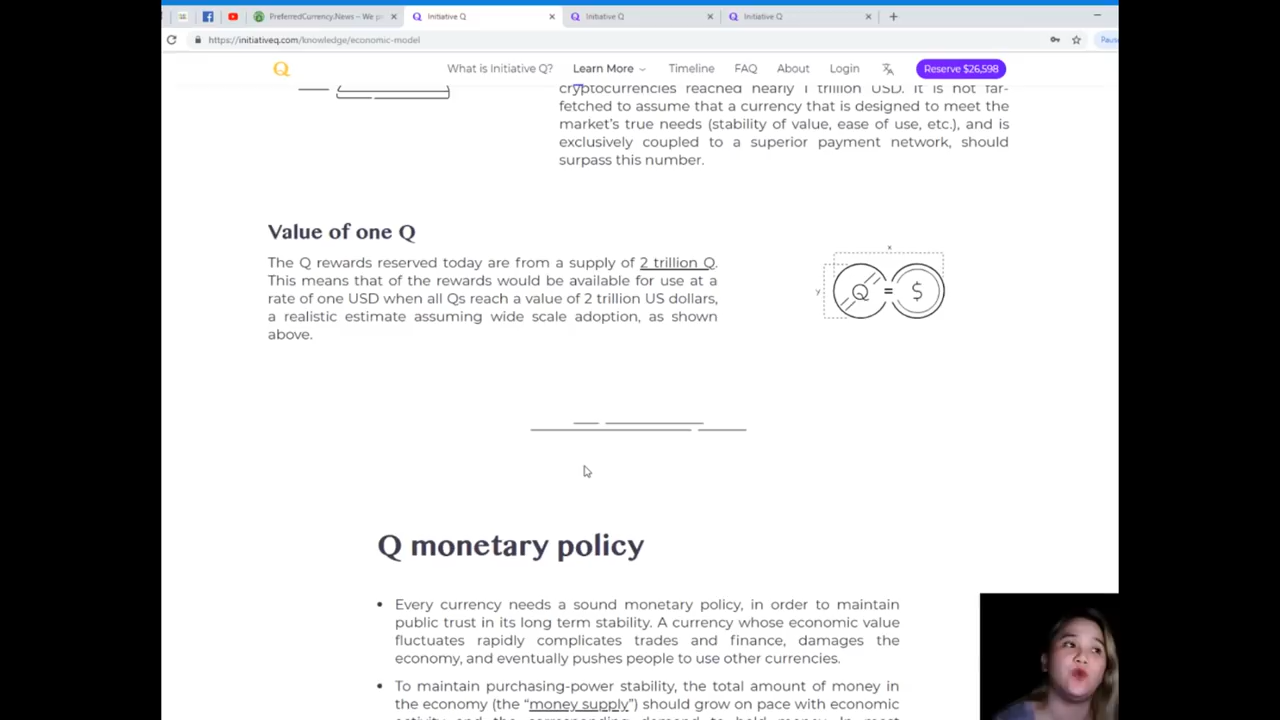 PreferredCurrency.News – We pr
Initiative Q
Initiative Q
Initiative Q
https://initiativeq.com/knowledge/economic-model
Paus
Q
What is Initiative Q?
Learn More
Timeline
FAQ
About
Login
Reserve $26,598
cryptocurrencies reached nearly 1 trillion USD. It is not far-
fetched to assume that a currency that is designed to meet the
market's true needs (stability of value, ease of use, etc.), and is
exclusively coupled to a superior payment network, should
surpass this number.
Value of one Q
The Q rewards reserved today are from a supply of 2 trillion Q.
This means that of the rewards would be available for use at a
rate of one USD when all Qs reach a value of 2 trillion US dollars,
a realistic estimate assuming wide scale adoption, as shown
above.
x
y
Q = $
Q monetary policy
• Every currency needs a sound monetary policy, in order to maintain
public trust in its long term stability. A currency whose economic value
fluctuates rapidly complicates trades and finance, damages the
economy, and eventually pushes people to use other currencies.
• To maintain purchasing-power stability, the total amount of money in
the economy (the "money supply") should grow on pace with economic